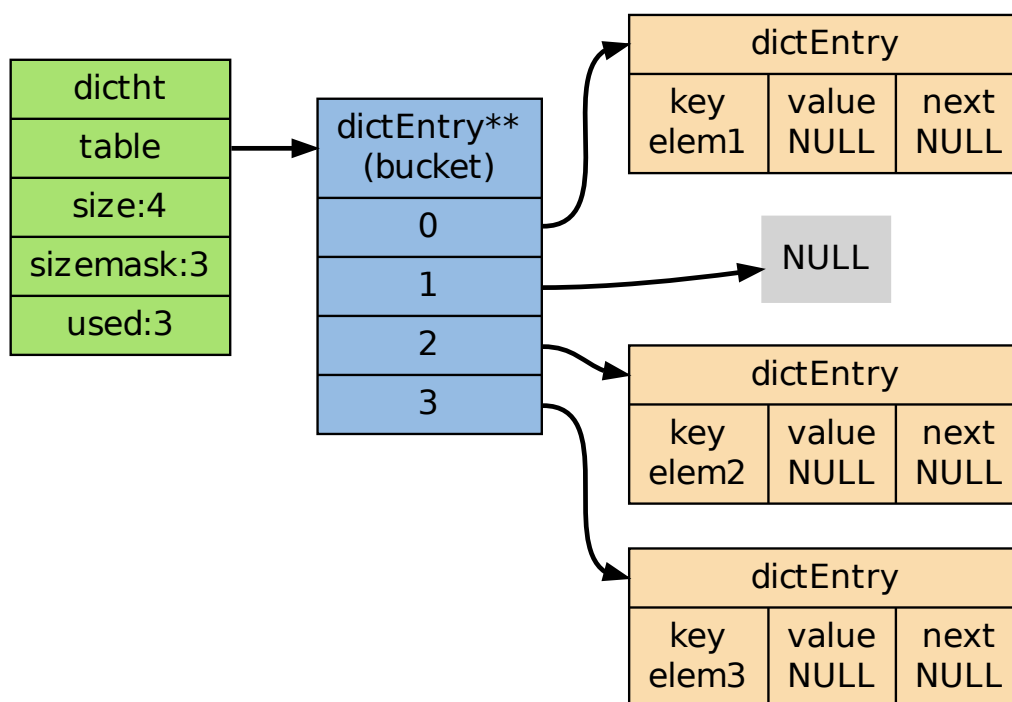 dictht
table
size:4
sizemask:3
used:3
dictEntry**
(bucket)
0
1
2
3
dictEntry
key value next
elem1 NULL NULL
NULL
dictEntry
key value next
elem2 NULL NULL
dictEntry
key value next
elem3 NULL NULL